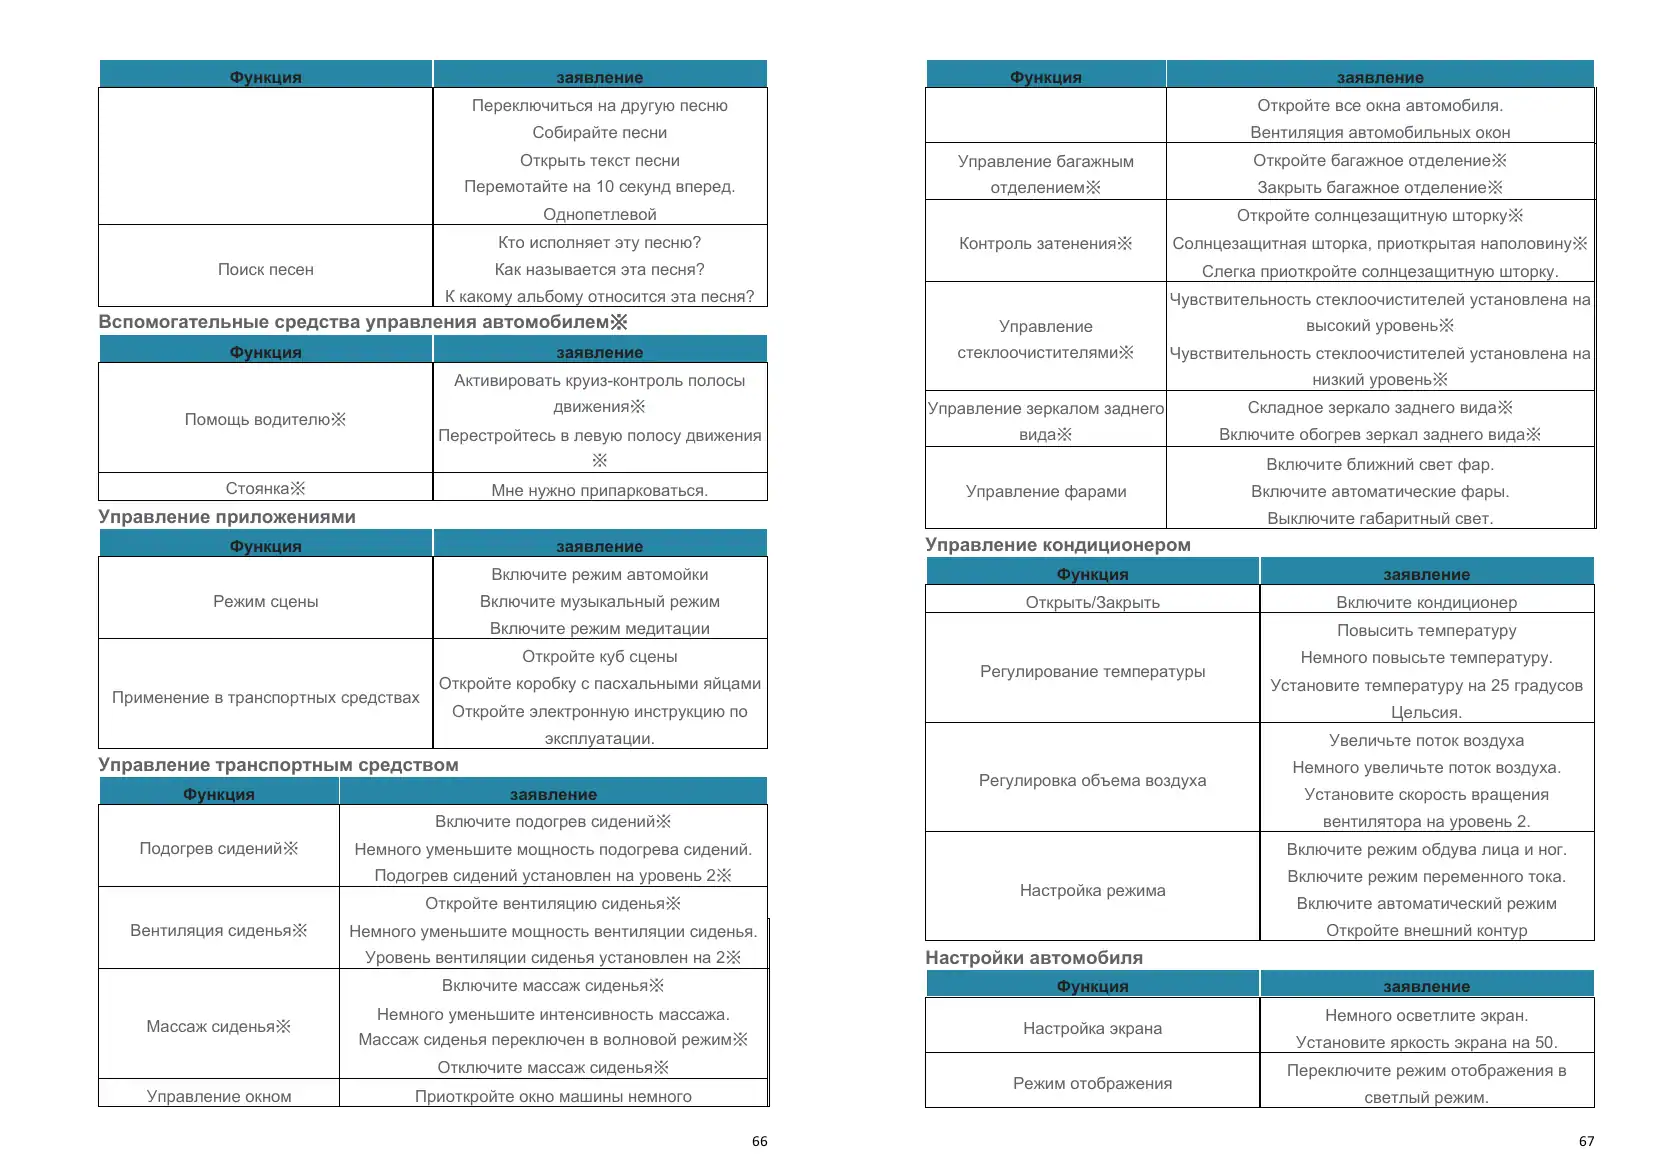 Функция заявление
Переключиться на другую песню
Собирайте песни
Открыть текст песни
Перемотайте на 10 секунд вперед.
Однопетлевой
Поиск песен
Кто исполняет эту песню?
Как называется эта песня?
К какому альбому относится эта песня?
Вспомогательные средства управления автомобилем※
Функция заявление
Помощь водителю※
Активировать круиз-контроль полосы
движения※
Перестройтесь в левую полосу движения
※
Стоянка※ Мне нужно припарковаться.
Управление приложениями
Функция заявление
Режим сцены
Включите режим автомойки
Включите музыкальный режим
Включите режим медитации
Применение в транспортных средствах
Откройте куб сцены
Откройте коробку с пасхальными яйцами
Откройте электронную инструкцию по
эксплуатации.
Управление транспортным средством
Функция заявление
Подогрев сидений※
Включите подогрев сидений※
Немного уменьшите мощность подогрева сидений.
Подогрев сидений установлен на уровень 2※
Вентиляция сиденья※
Откройте вентиляцию сиденья※
Немного уменьшите мощность вентиляции сиденья.
Уровень вентиляции сиденья установлен на 2※
Массаж сиденья※
Включите массаж сиденья※
Немного уменьшите интенсивность массажа.
Массаж сиденья переключен в волновой режим※
Отключите массаж сиденья※
Управление окном Приоткройте окно машины немного
66
Функция заявление
Откройте все окна автомобиля.
Вентиляция автомобильных окон
Управление багажным
отделением※
Откройте багажное отделение※
Закрыть багажное отделение※
Контроль затенения※
Откройте солнцезащитную шторку※
Солнцезащитная шторка, приоткрытая наполовину※
Слегка приоткройте солнцезащитную шторку.
Управление
стеклоочистителями※
Чувствительность стеклоочистителей установлена на
высокий уровень※
Чувствительность стеклоочистителей установлена на
низкий уровень※
Управление зеркалом заднего
вида※
Складное зеркало заднего вида※
Включите обогрев зеркал заднего вида※
Управление фарами
Включите ближний свет фар.
Включите автоматические фары.
Выключите габаритный свет.
Управление кондиционером
Функция заявление
Открыть/Закрыть Включите кондиционер
Регулирование температуры
Повысить температуру
Немного повысьте температуру.
Установите температуру на 25 градусов
Цельсия.
Регулировка объема воздуха
Увеличьте поток воздуха
Немного увеличьте поток воздуха.
Установите скорость вращения
вентилятора на уровень 2.
Настройка режима
Включите режим обдува лица и ног.
Включите режим переменного тока.
Включите автоматический режим
Откройте внешний контур
Настройки автомобиля
Функция заявление
Настройка экрана
Немного осветлите экран.
Установите яркость экрана на 50.
Режим отображения
Переключите режим отображения в
светлый режим.
67